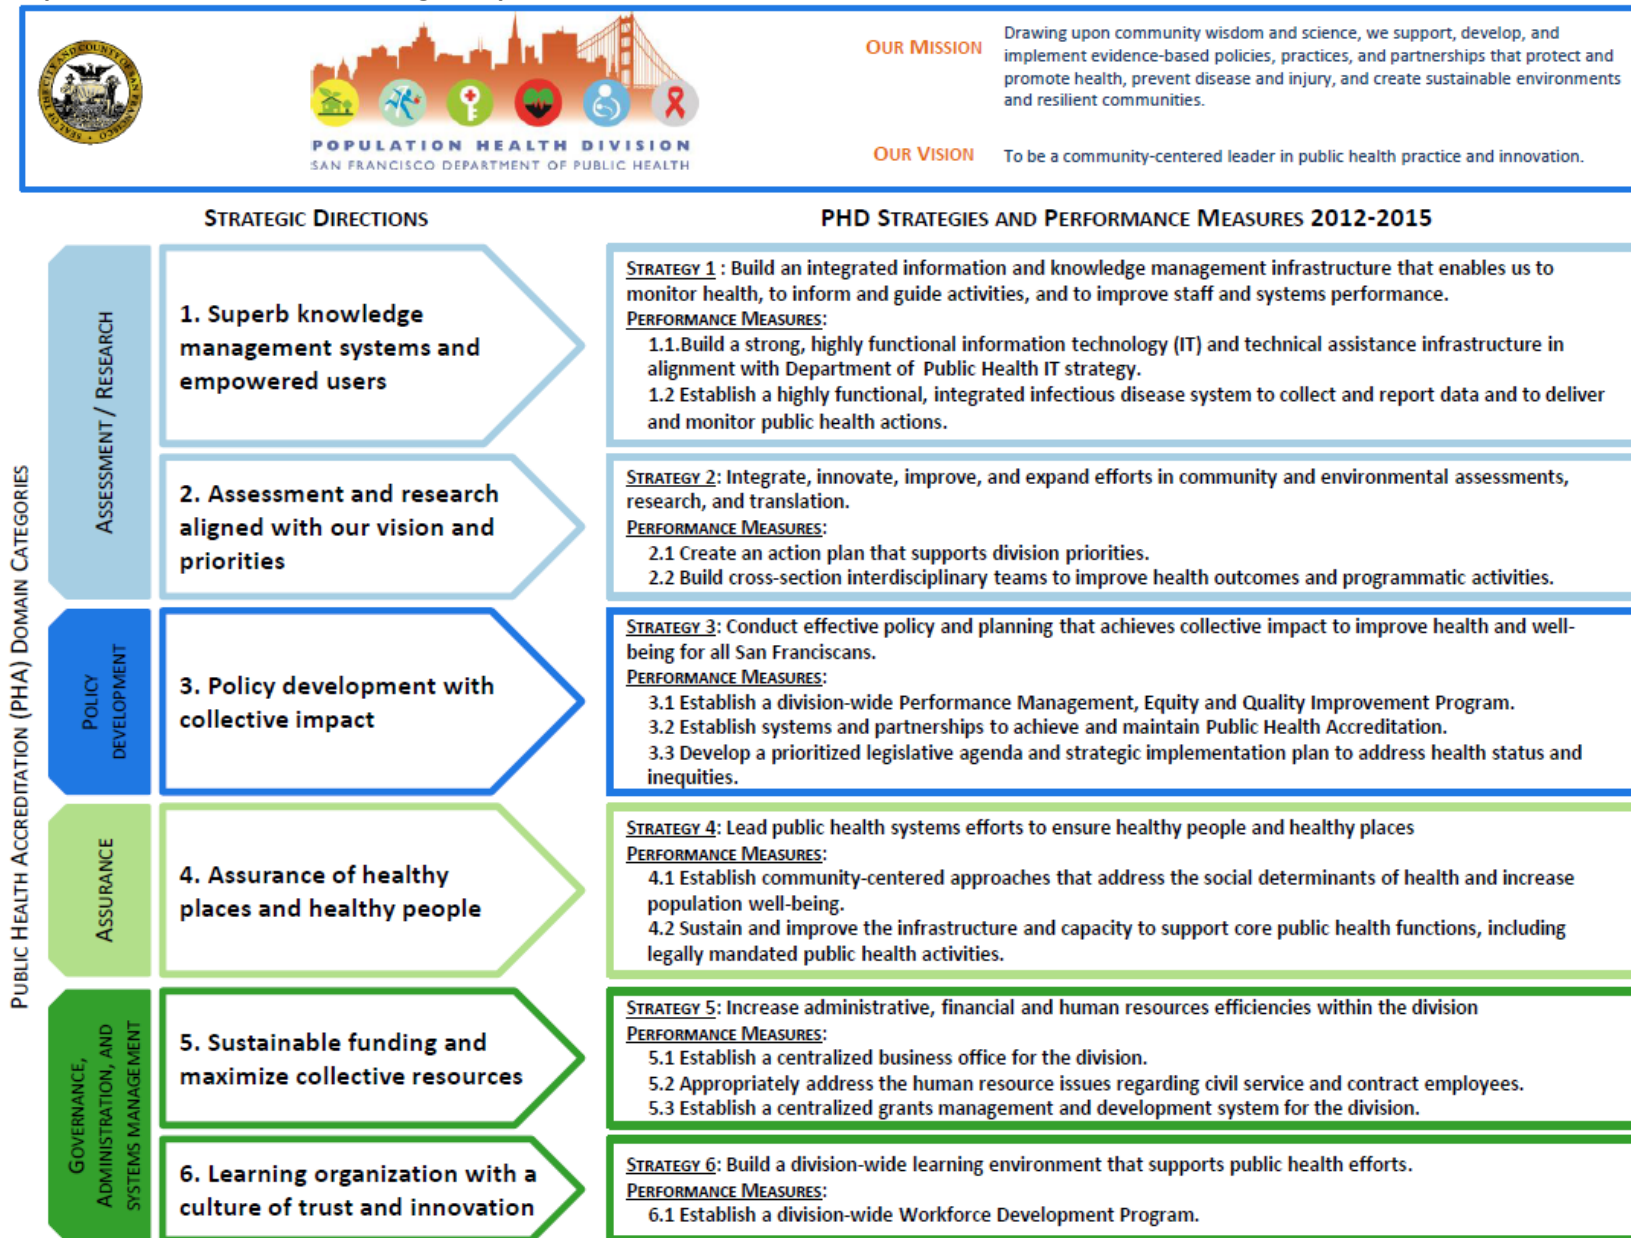 SEAL OF THE CITY AND COUNTY OF SAN FRANCISCO
POPULATION HEALTH DIVISION
SAN FRANCISCO DEPARTMENT OF PUBLIC HEALTH
OUR MISSION
Drawing upon community wisdom and science, we support, develop, and
implement evidence-based policies, practices, and partnerships that protect and
promote health, prevent disease and injury, and create sustainable environments
and resilient communities.
OUR VISION
To be a community-centered leader in public health practice and innovation.
STRATEGIC DIRECTIONS
PHD STRATEGIES AND PERFORMANCE MEASURES 2012-2015
PUBLIC HEALTH ACCREDITATION (PHA) DOMAIN CATEGORIES
ASSESSMENT / RESEARCH
1. Superb knowledge
management systems and
empowered users
STRATEGY 1 : Build an integrated information and knowledge management infrastructure that enables us to
monitor health, to inform and guide activities, and to improve staff and systems performance.
PERFORMANCE MEASURES:
1.1.Build a strong, highly functional information technology (IT) and technical assistance infrastructure in
alignment with Department of Public Health IT strategy.
1.2 Establish a highly functional, integrated infectious disease system to collect and report data and to deliver
and monitor public health actions.
2. Assessment and research
aligned with our vision and
priorities
STRATEGY 2: Integrate, innovate, improve, and expand efforts in community and environmental assessments,
research, and translation.
PERFORMANCE MEASURES:
2.1 Create an action plan that supports division priorities.
2.2 Build cross-section interdisciplinary teams to improve health outcomes and programmatic activities.
POLICY
DEVELOPMENT
3. Policy development with
collective impact
STRATEGY 3: Conduct effective policy and planning that achieves collective impact to improve health and well-
being for all San Franciscans.
PERFORMANCE MEASURES:
3.1 Establish a division-wide Performance Management, Equity and Quality Improvement Program.
3.2 Establish systems and partnerships to achieve and maintain Public Health Accreditation.
3.3 Develop a prioritized legislative agenda and strategic implementation plan to address health status and
inequities.
ASSURANCE
4. Assurance of healthy
places and healthy people
STRATEGY 4: Lead public health systems efforts to ensure healthy people and healthy places
PERFORMANCE MEASURES:
4.1 Establish community-centered approaches that address the social determinants of health and increase
population well-being.
4.2 Sustain and improve the infrastructure and capacity to support core public health functions, including
legally mandated public health activities.
GOVERNANCE,
ADMINISTRATION, AND
SYSTEMS MANAGEMENT
5. Sustainable funding and
maximize collective resources
STRATEGY 5: Increase administrative, financial and human resources efficiencies within the division
PERFORMANCE MEASURES:
5.1 Establish a centralized business office for the division.
5.2 Appropriately address the human resource issues regarding civil service and contract employees.
5.3 Establish a centralized grants management and development system for the division.
6. Learning organization with a
culture of trust and innovation
STRATEGY 6: Build a division-wide learning environment that supports public health efforts.
PERFORMANCE MEASURES:
6.1 Establish a division-wide Workforce Development Program.